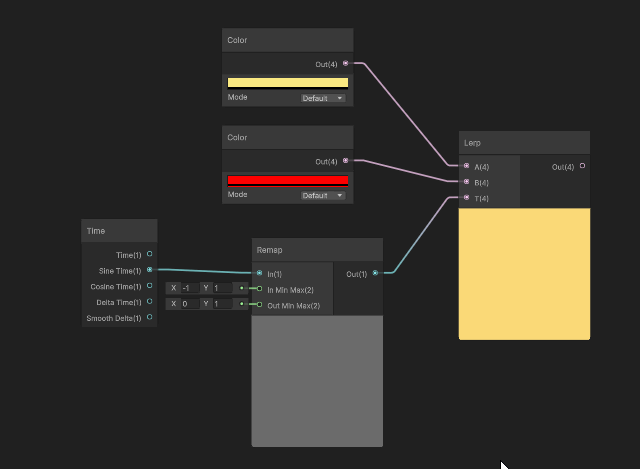 Color
Out(4)
Mode
Default
Color
Out(4)
Mode
Default
Lerp
A(4)
Out(4)
B(4)
T(4)
Time
Time(1)
Sine Time(1)
Cosine Time(1)
Delta Time(1)
Smooth Delta(1)
Remap
In(1)
Out(1)
X -1 Y 1
In Min Max(2)
X 0 Y 1
Out Min Max(2)